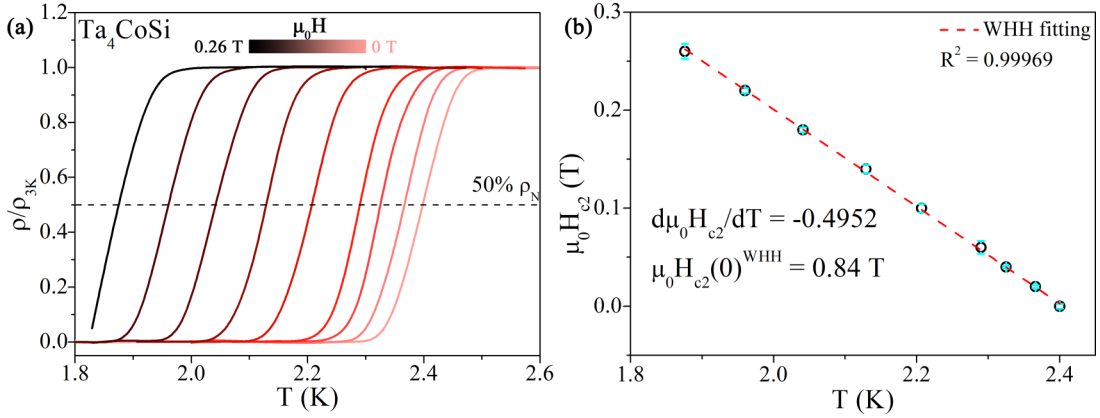 (a)
Ta₄CoSi
μ₀H
0.26 T
0 T
50% ρN
ρ/ρ3K
1.2
1.0
0.8
0.6
0.4
0.2
0.0
1.8
2.0
2.2
2.4
2.6
T (K)
(b)
WHH fitting
R² = 0.99969
dμ₀Hc2/dT = -0.4952
μ₀Hc2(0)^WHH = 0.84 T
μ₀Hc2 (T)
0.3
0.2
0.1
0.0
1.8
2.0
2.2
2.4
T (K)